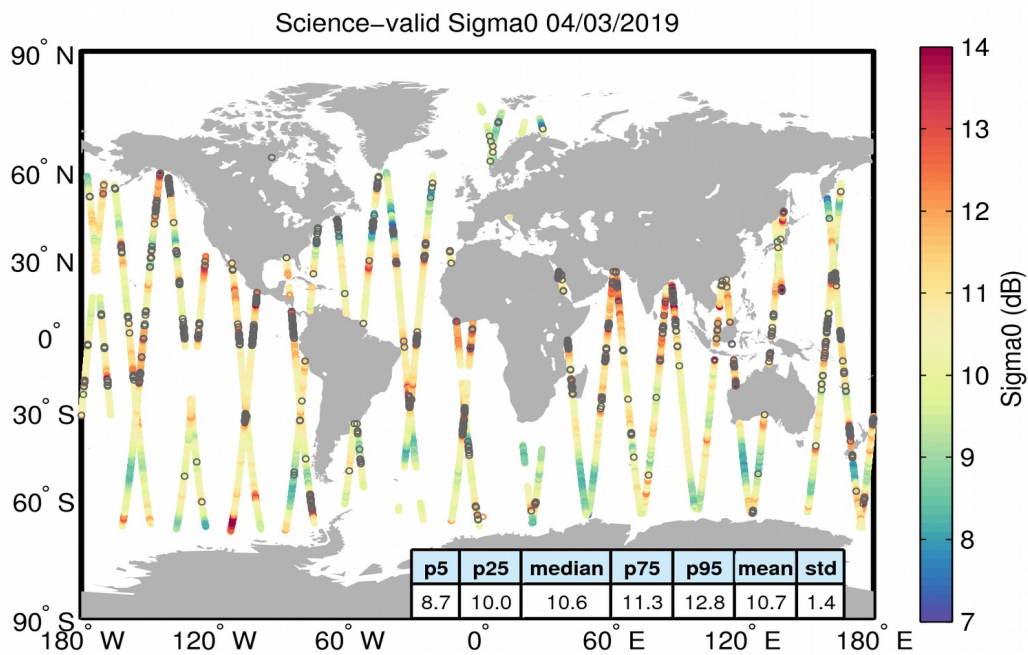 Science−valid Sigma0 04/03/2019
90° N
60° N
30° N
0°
30° S
60° S
90° S
180° W
120° W
60° W
0°
60° E
120° E
180° E
p5 p25 median p75 p95 mean std
8.7 10.0 10.6 11.3 12.8 10.7 1.4
14
13
12
11
10
9
8
7
Sigma0 (dB)